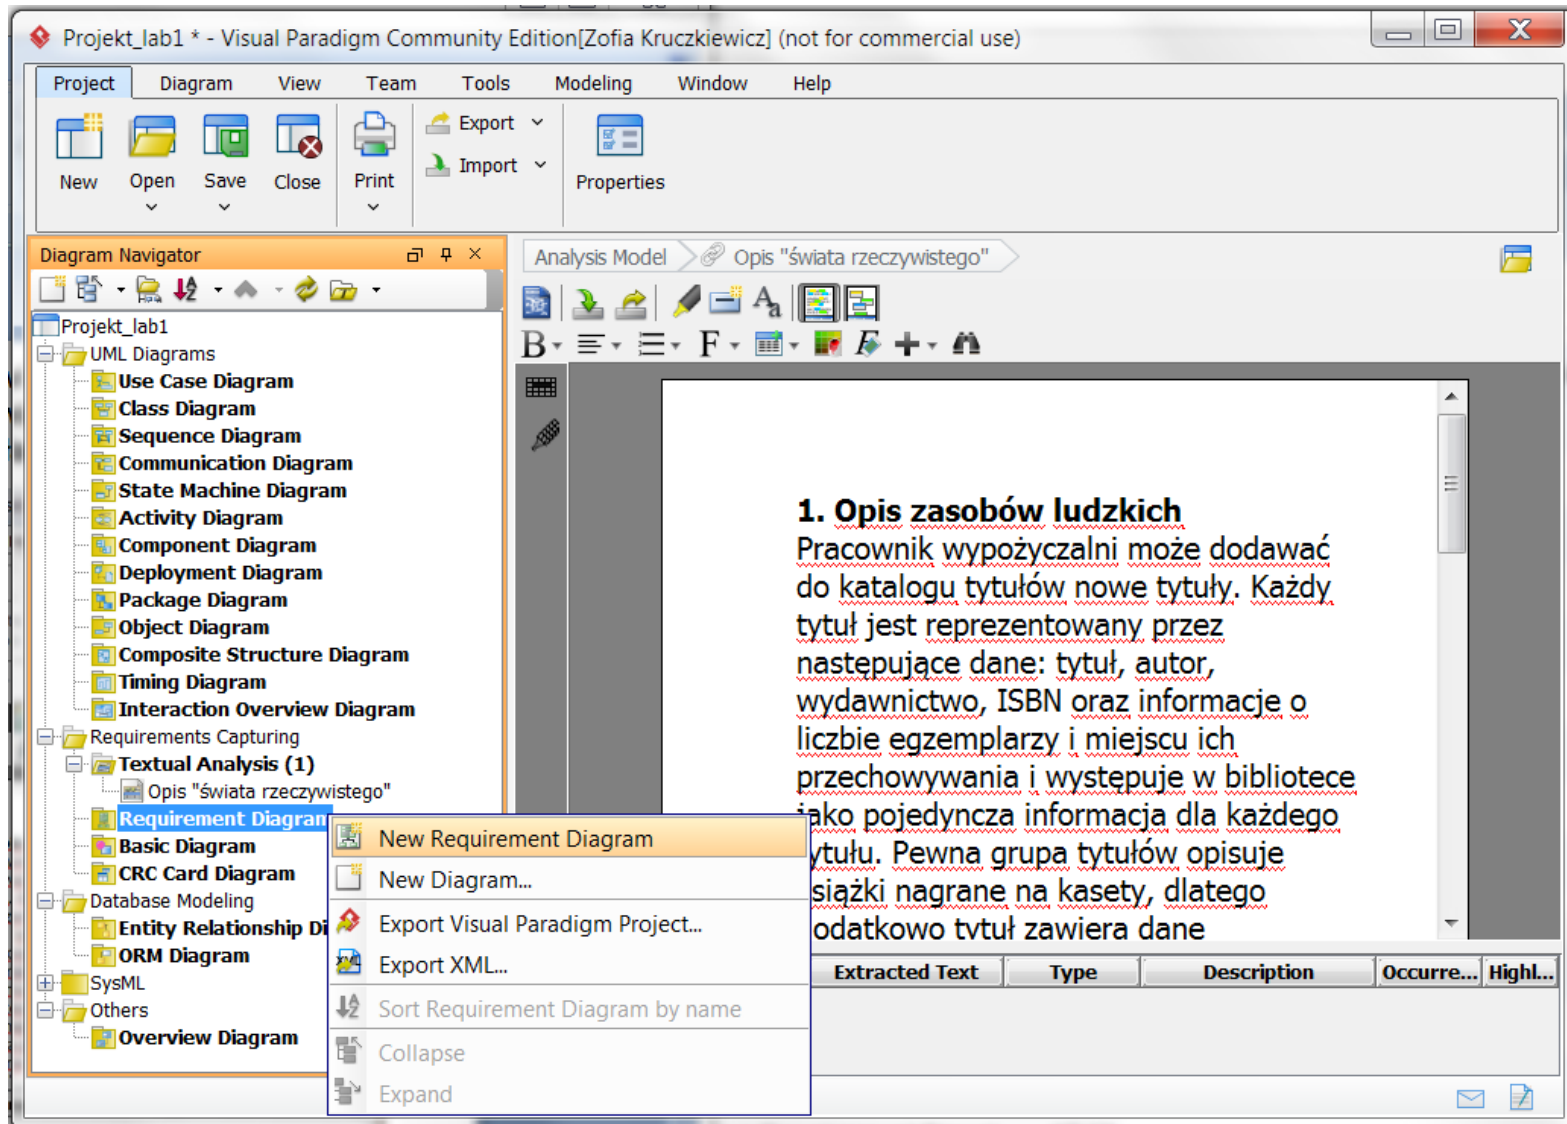 Projekt_lab1 * - Visual Paradigm Community Edition[Zofia Kruczkiewicz] (not for commercial use)
Project Diagram View Team Tools Modeling Window Help
New Open Save Close Print Export Import Properties
Diagram Navigator
Projekt_lab1
UML Diagrams
Use Case Diagram
Class Diagram
Sequence Diagram
Communication Diagram
State Machine Diagram
Activity Diagram
Component Diagram
Deployment Diagram
Package Diagram
Object Diagram
Composite Structure Diagram
Timing Diagram
Interaction Overview Diagram
Requirements Capturing
Textual Analysis (1)
Opis "świata rzeczywistego"
Requirement Diagram
Basic Diagram
CRC Card Diagram
Database Modeling
Entity Relationship Di
ORM Diagram
SysML
Others
Overview Diagram
New Requirement Diagram
New Diagram...
Export Visual Paradigm Project...
Export XML...
Sort Requirement Diagram by name
Collapse
Expand
Analysis Model Opis "świata rzeczywistego"
1. Opis zasobów ludzkich
Pracownik wypożyczalni może dodawać
do katalogu tytułów nowe tytuły. Każdy
tytuł jest reprezentowany przez
następujące dane: tytuł, autor,
wydawnictwo, ISBN oraz informacje o
liczbie egzemplarzy i miejscu ich
przechowywania i występuje w bibliotece
jako pojedyncza informacja dla każdego
ytułu. Pewna grupa tytułów opisuje
siążki nagrane na kasety, dlatego
odatkowo tytuł zawiera dane
Extracted Text Type Description Occurre... Highl...